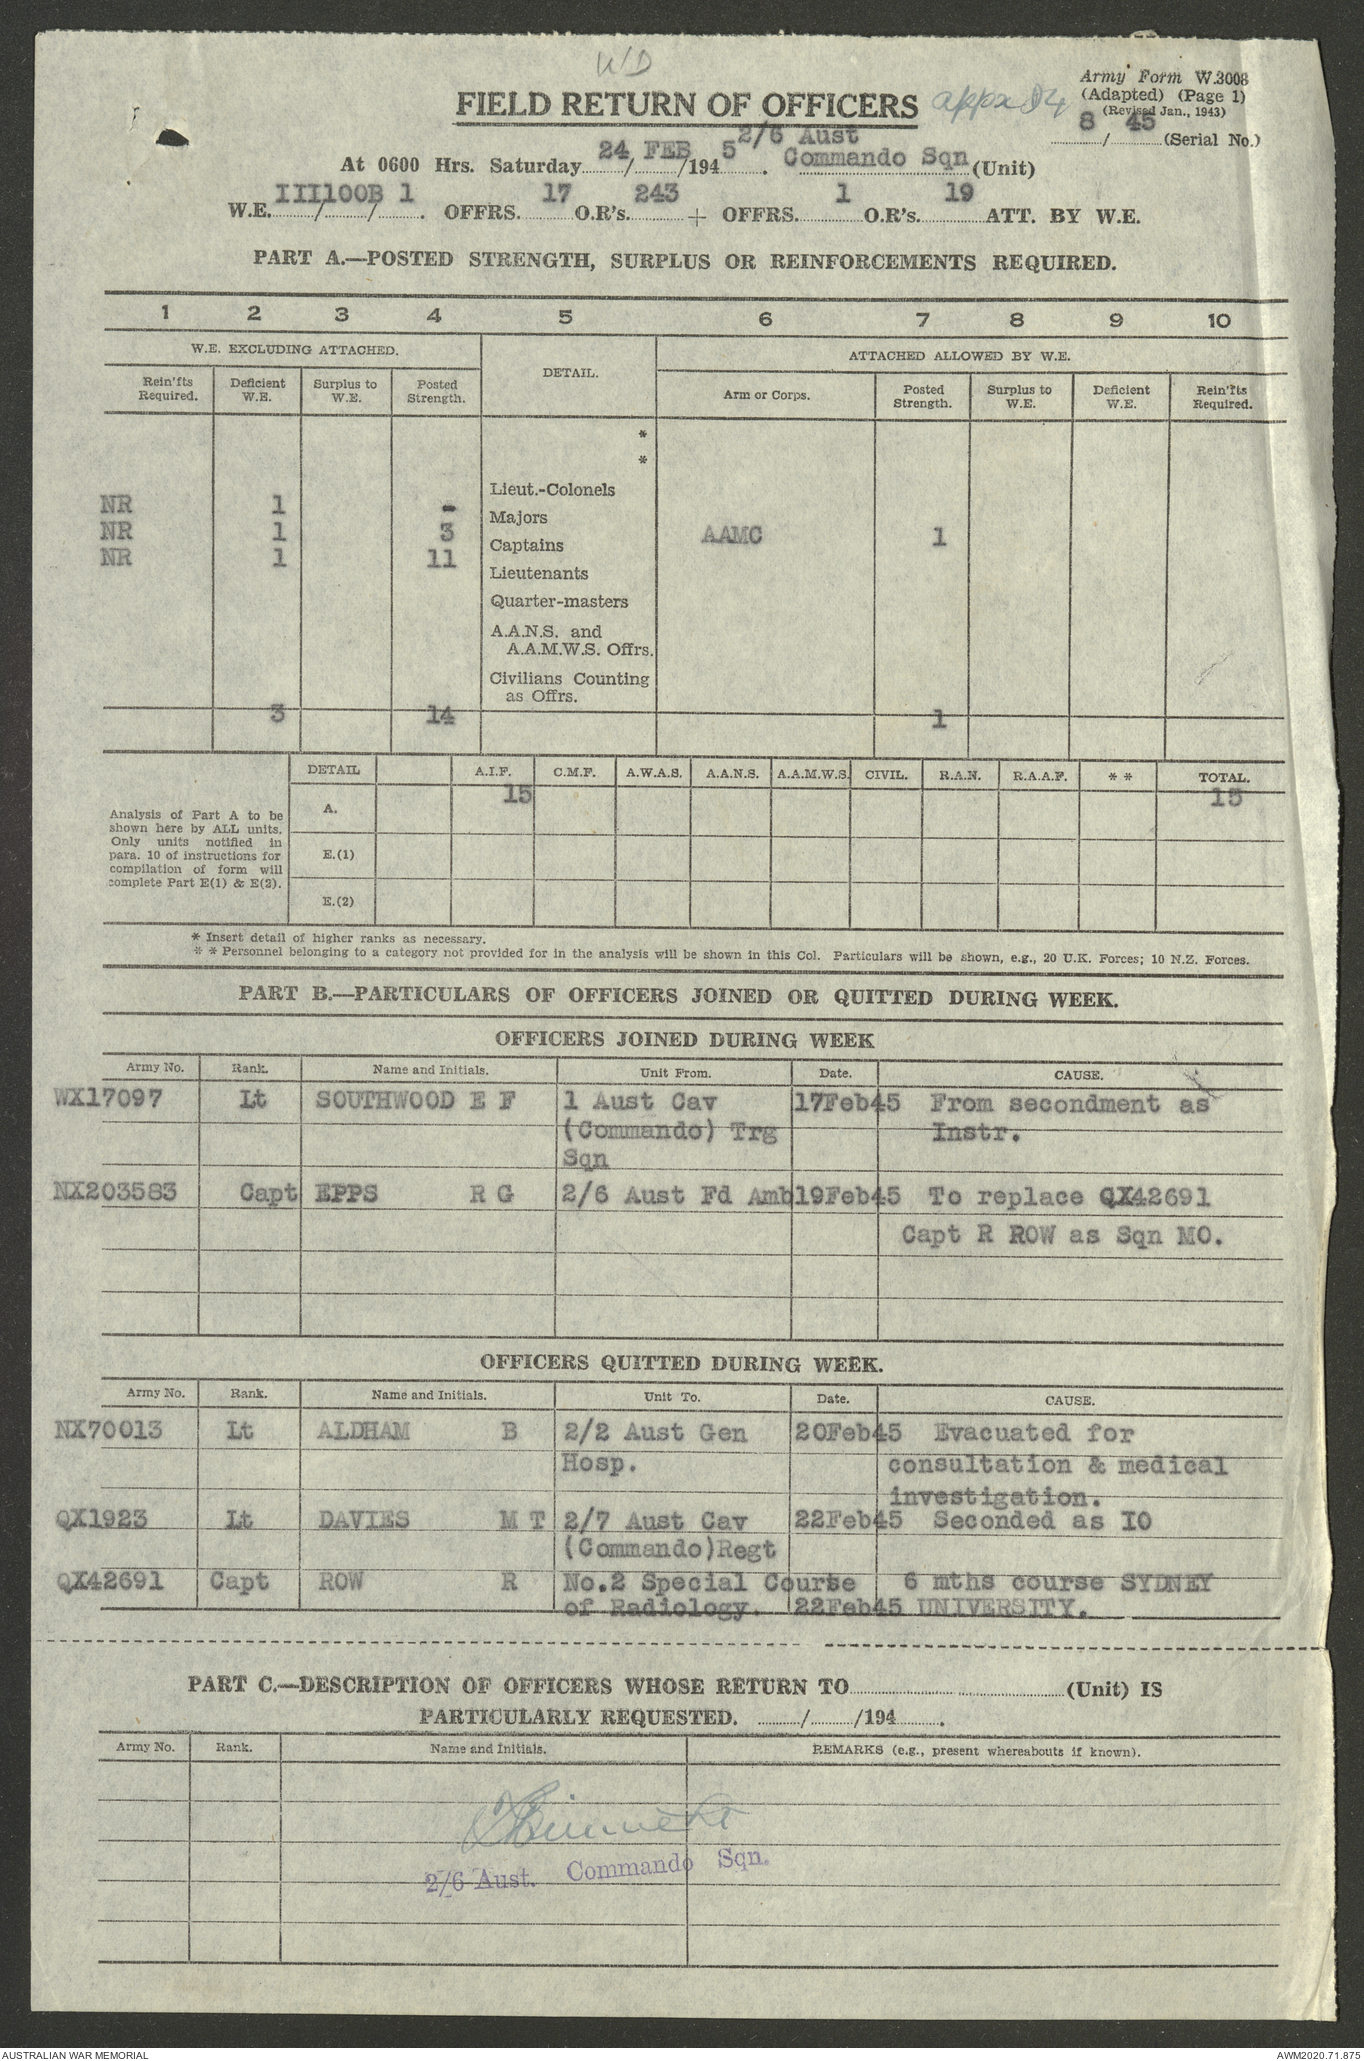 WD
FIELD RETURN OF OFFICERS
appx D4
Army Form W.3008
(Adapted) (Page 1)
(Revised Jan., 1943)
8 / 45 (Serial No.)
At 0600 Hrs. Saturday 24 / FEB /194 5 . 2/6 Aust Commando Sqn (Unit)
W.E. III/100B/ 1 . OFFRS. 17 O.R's. 243 + OFFRS. 1 O.R's. 19 ATT. BY W.E.
PART A.—POSTED STRENGTH, SURPLUS OR REINFORCEMENTS REQUIRED.
1 2 3 4 5 6 7 8 9 10
W.E. EXCLUDING ATTACHED. DETAIL. ATTACHED ALLOWED BY W.E.
Rein'fts Required. Deficient W.E. Surplus to W.E. Posted Strength. Arm or Corps. Posted Strength. Surplus to W.E. Deficient W.E. Rein'fts Required.
*
*
Lieut.-Colonels
NR 1 - Majors
NR 1 3 Captains AAMC 1
NR 1 11 Lieutenants
Quarter-masters
A.A.N.S. and
A.A.M.W.S. Offrs.
Civilians Counting
as Offrs.
3 14 1
DETAIL A.I.F. C.M.F. A.W.A.S. A.A.N.S. A.A.M.W.S. CIVIL. R.A.N. R.A.A.F. * * TOTAL.
A. 15 15
E.(1)
E.(2)
Analysis of Part A to be
shown here by ALL units.
Only units notified in
para. 10 of instructions for
compilation of form will
complete Part E(1) & E(2).
* Insert detail of higher ranks as necessary.
* * Personnel belonging to a category not provided for in the analysis will be shown in this Col. Particulars will be shown, e.g., 20 U.K. Forces; 10 N.Z. Forces.
PART B.—PARTICULARS OF OFFICERS JOINED OR QUITTED DURING WEEK.
OFFICERS JOINED DURING WEEK
Army No. Rank. Name and Initials. Unit From. Date. CAUSE.
WX17097 Lt SOUTHWOOD E F 1 Aust Cav 17Feb45 From secondment as
(Commando) Trg Instr.
Sqn
NX203583 Capt EPPS R G 2/6 Aust Fd Amb 19Feb45 To replace QX42691
Capt R ROW as Sqn MO.
OFFICERS QUITTED DURING WEEK.
Army No. Rank. Name and Initials. Unit To. Date. CAUSE.
NX70013 Lt ALDHAM B 2/2 Aust Gen 20Feb45 Evacuated for
Hosp. consultation & medical
investigation.
QX1923 Lt DAVIES M T 2/7 Aust Cav 22Feb45 Seconded as IO
(Commando)Regt
QX42691 Capt ROW R No.2 Special Course 6 mths course SYDNEY
of Radiology. 22Feb45 UNIVERSITY.
PART C.—DESCRIPTION OF OFFICERS WHOSE RETURN TO (Unit) IS
PARTICULARLY REQUESTED. / /194 .
Army No. Rank. Name and Initials. REMARKS (e.g., present whereabouts if known).
2/6 Aust. Commando Sqn.
AUSTRALIAN WAR MEMORIAL
AWM2020.71.875